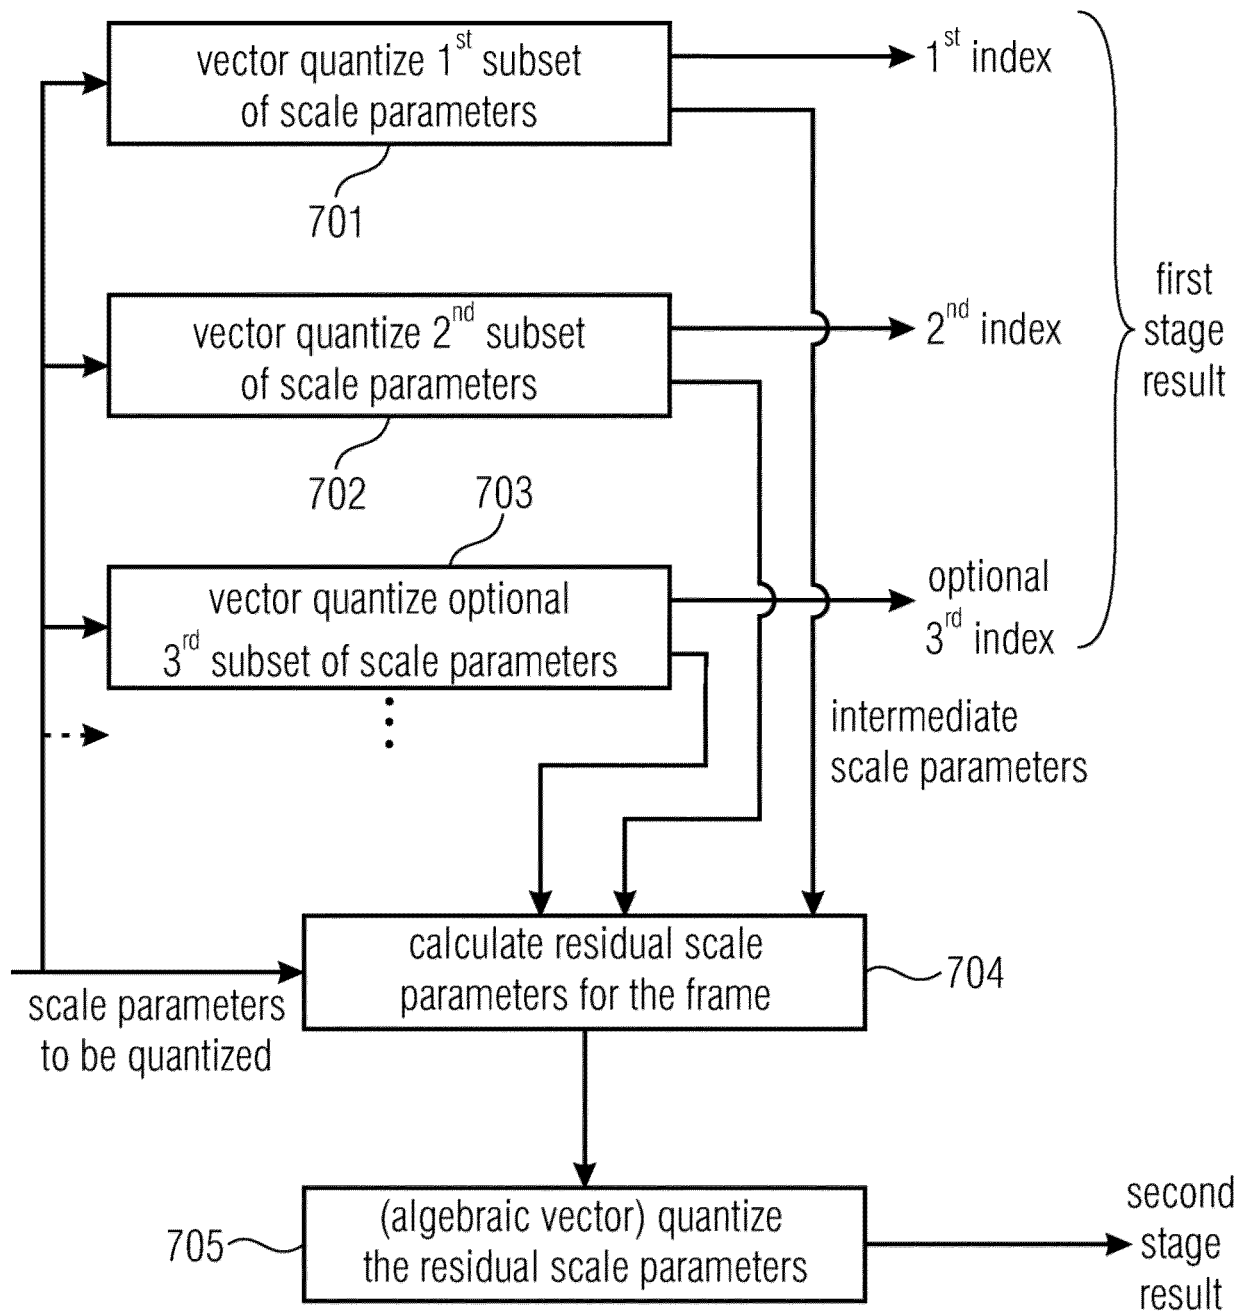 vector quantize 1st subset
of scale parameters
1st index
701
first
stage
result
vector quantize 2nd subset
of scale parameters
2nd index
702
703
vector quantize optional
3rd subset of scale parameters
optional
3rd index
intermediate
scale parameters
calculate residual scale
parameters for the frame
704
scale parameters
to be quantized
(algebraic vector) quantize
the residual scale parameters
705
second
stage
result